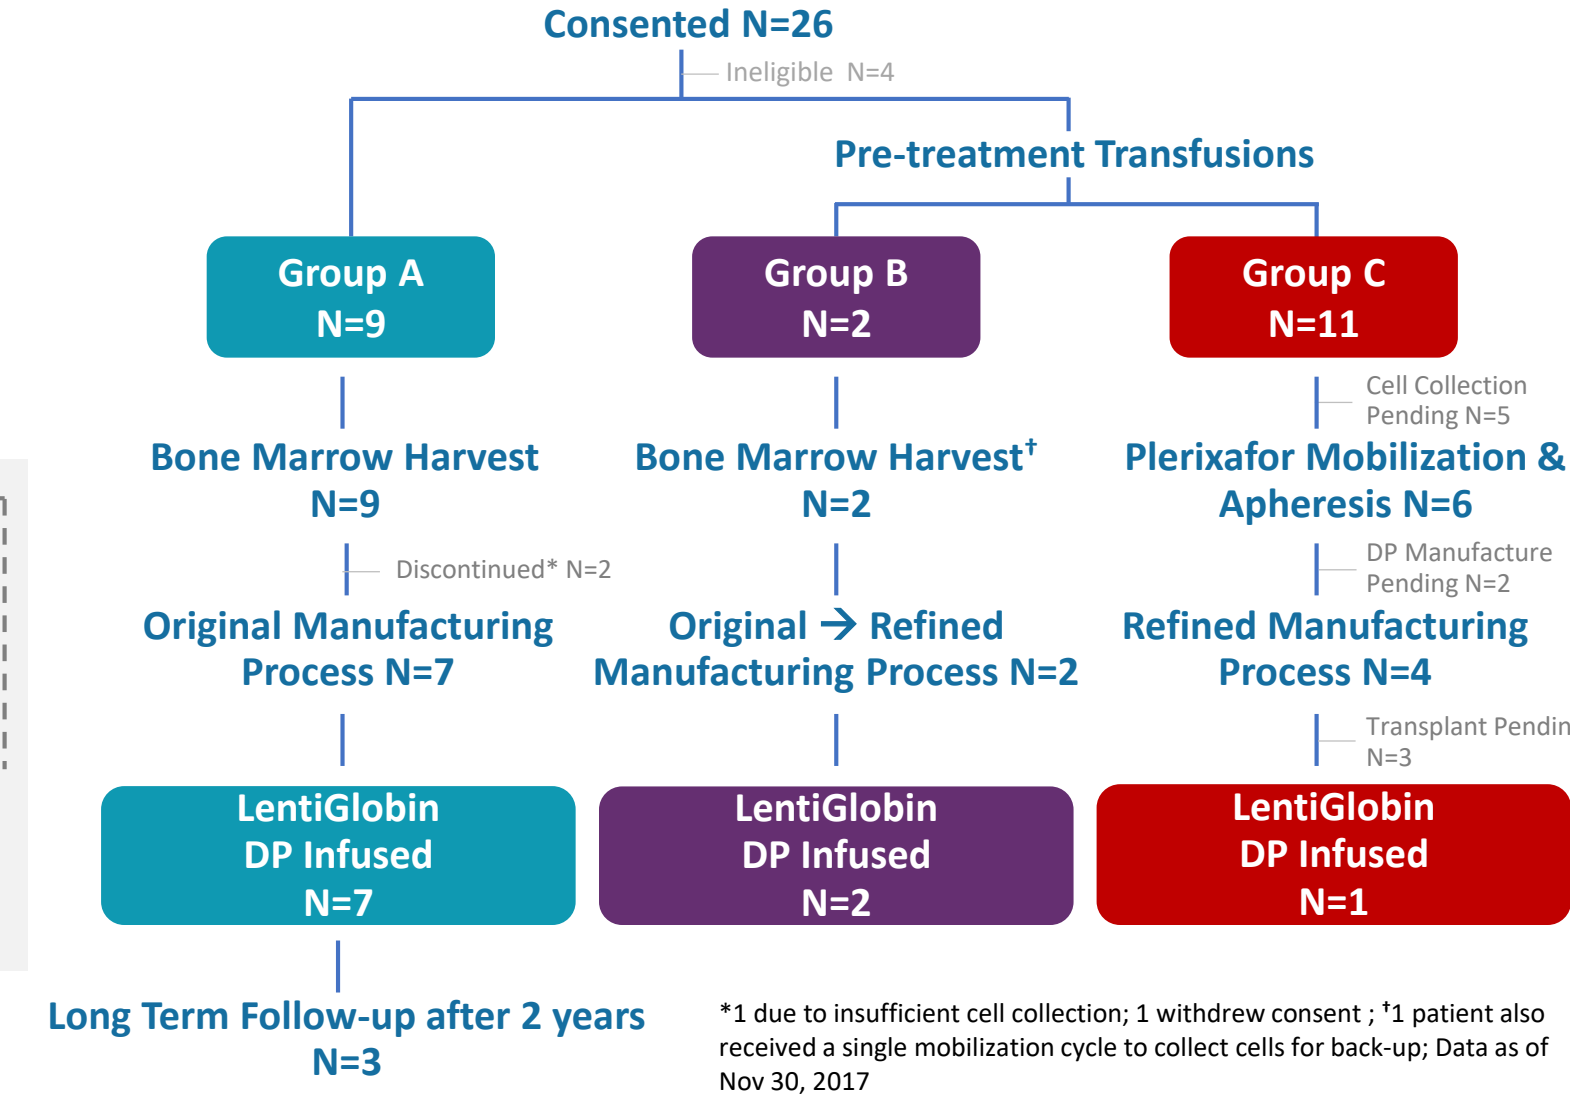 Consented N=26
Ineligible N=4
Pre-treatment Transfusions
Group A
N=9
Group B
N=2
Group C
N=11
Cell Collection
Pending N=5
Bone Marrow Harvest
N=9
Bone Marrow Harvest†
N=2
Plerixafor Mobilization &
Apheresis N=6
Discontinued* N=2
DP Manufacture
Pending N=2
Original Manufacturing
Process N=7
Original → Refined
Manufacturing Process N=2
Refined Manufacturing
Process N=4
Transplant Pendin
N=3
LentiGlobin
DP Infused
N=7
LentiGlobin
DP Infused
N=2
LentiGlobin
DP Infused
N=1
Long Term Follow-up after 2 years
N=3
*1 due to insufficient cell collection; 1 withdrew consent ; †1 patient also
received a single mobilization cycle to collect cells for back-up; Data as of
Nov 30, 2017